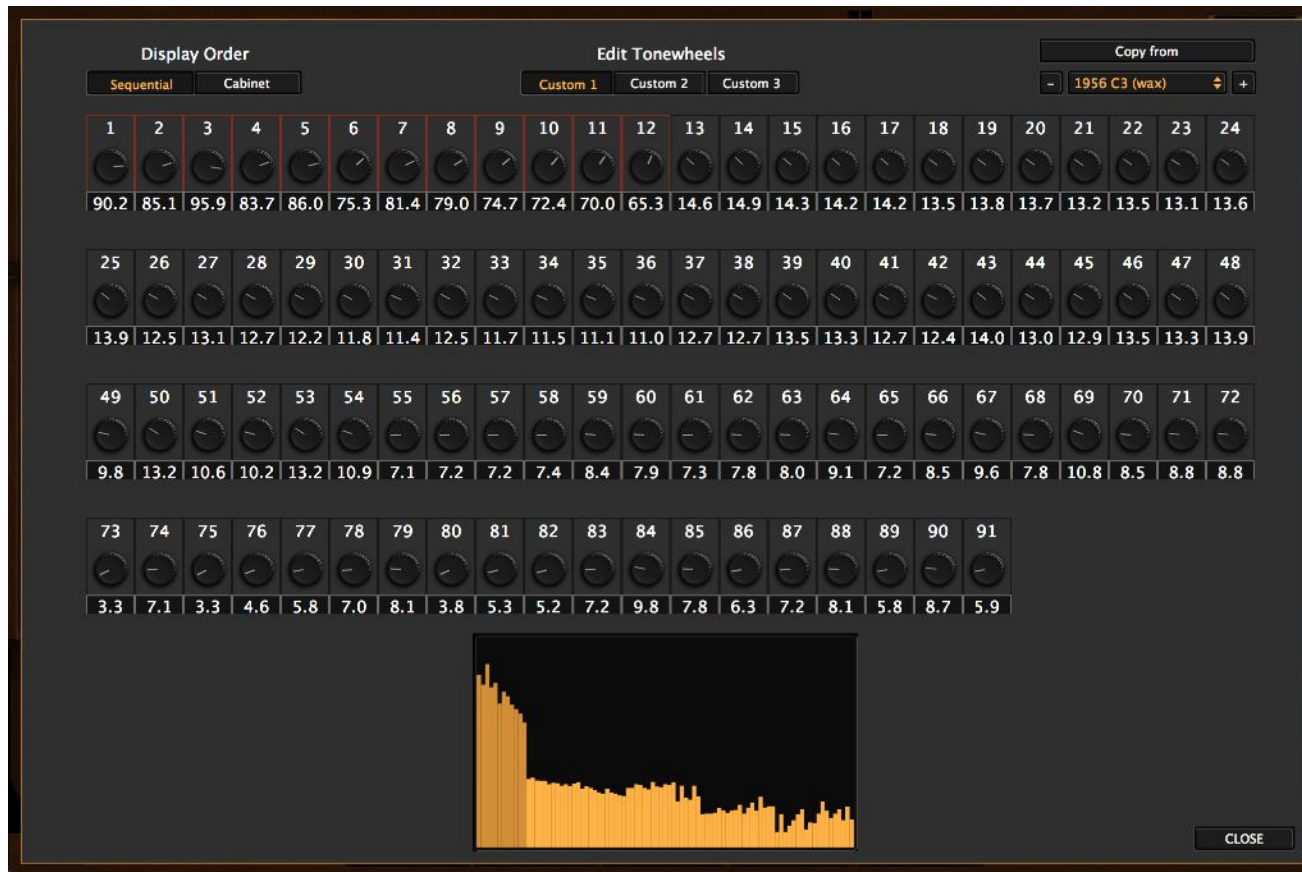 Display Order Edit Tonewheels Copy from
Sequential Cabinet Custom 1 Custom 2 Custom 3 - 1956 C3 (wax) +
1 2 3 4 5 6 7 8 9 10 11 12 13 14 15 16 17 18 19 20 21 22 23 24
90.2 85.1 95.9 83.7 86.0 75.3 81.4 79.0 74.7 72.4 70.0 65.3 14.6 14.9 14.3 14.2 14.2 13.5 13.8 13.7 13.2 13.5 13.1 13.6
25 26 27 28 29 30 31 32 33 34 35 36 37 38 39 40 41 42 43 44 45 46 47 48
13.9 12.5 13.1 12.7 12.2 11.8 11.4 12.5 11.7 11.5 11.1 11.0 12.7 12.7 13.5 13.3 12.7 12.4 14.0 13.0 12.9 13.5 13.3 13.9
49 50 51 52 53 54 55 56 57 58 59 60 61 62 63 64 65 66 67 68 69 70 71 72
9.8 13.2 10.6 10.2 13.2 10.9 7.1 7.2 7.2 7.4 8.4 7.9 7.3 7.8 8.0 9.1 7.2 8.5 9.6 7.8 10.8 8.5 8.8 8.8
73 74 75 76 77 78 79 80 81 82 83 84 85 86 87 88 89 90 91
3.3 7.1 3.3 4.6 5.8 7.0 8.1 3.8 5.3 5.2 7.2 9.8 7.8 6.3 7.2 8.1 5.8 8.7 5.9
CLOSE